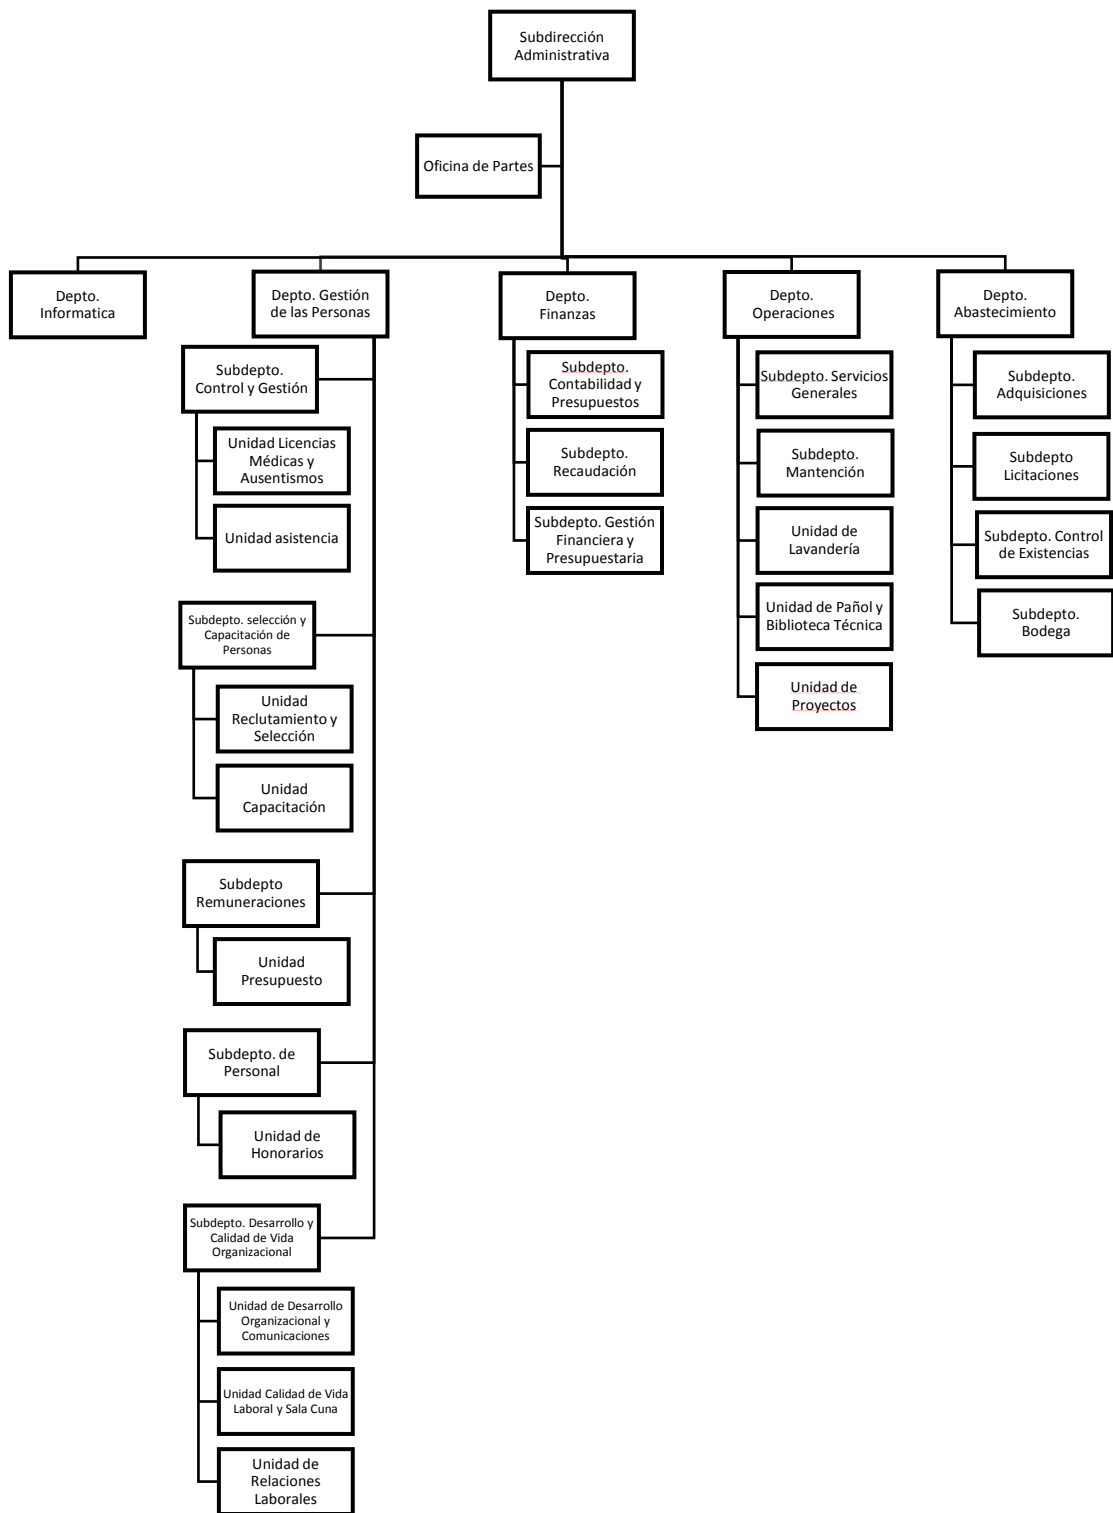 Subdirección
Administrativa
Oficina de Partes
Depto.
Informatica
Depto. Gestión
de las Personas
Depto.
Finanzas
Depto.
Operaciones
Depto.
Abastecimiento
Subdepto.
Control y Gestión
Unidad Licencias
Médicas y
Ausentismos
Unidad asistencia
Subdepto. selección y
Capacitación de
Personas
Unidad
Reclutamiento y
Selección
Unidad
Capacitación
Subdepto
Remuneraciones
Unidad
Presupuesto
Subdepto. de
Personal
Unidad de
Honorarios
Subdepto. Desarrollo y
Calidad de Vida
Organizacional
Unidad de Desarrollo
Organizacional y
Comunicaciones
Unidad Calidad de Vida
Laboral y Sala Cuna
Unidad de
Relaciones
Laborales
Subdepto.
Contabilidad y
Presupuestos
Subdepto.
Recaudación
Subdepto. Gestión
Financiera y
Presupuestaria
Subdepto. Servicios
Generales
Subdepto.
Mantención
Unidad de
Lavandería
Unidad de Pañol y
Biblioteca Técnica
Unidad de
Proyectos
Subdepto.
Adquisiciones
Subdepto
Licitaciones
Subdepto. Control
de Existencias
Subdepto.
Bodega